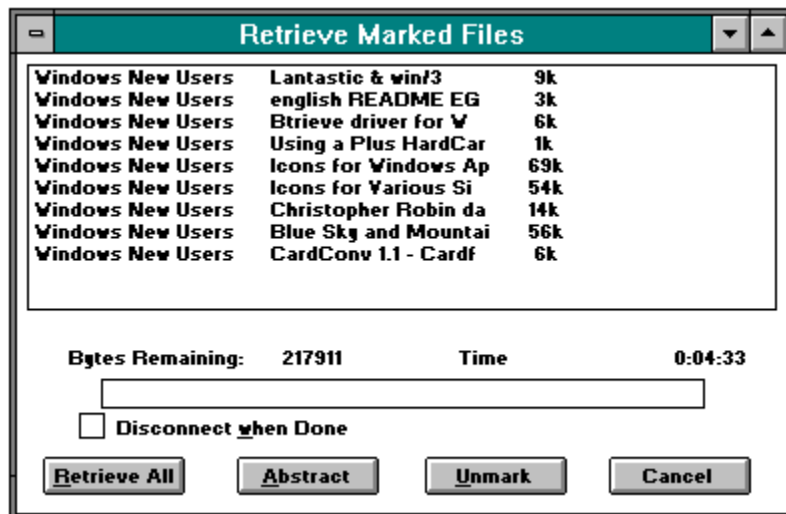 Retrieve Marked Files
Windows New Users Lantastic & win/3 9k
Windows New Users english README EG 3k
Windows New Users Btrieve driver for W 6k
Windows New Users Using a Plus HardCar 1k
Windows New Users Icons for Windows Ap 69k
Windows New Users Icons for Various Si 54k
Windows New Users Christopher Robin da 14k
Windows New Users Blue Sky and Mountai 56k
Windows New Users CardConv 1.1 - Cardf 6k
Bytes Remaining: 217911 Time 0:04:33
Disconnect when Done
Retrieve All Abstract Unmark Cancel